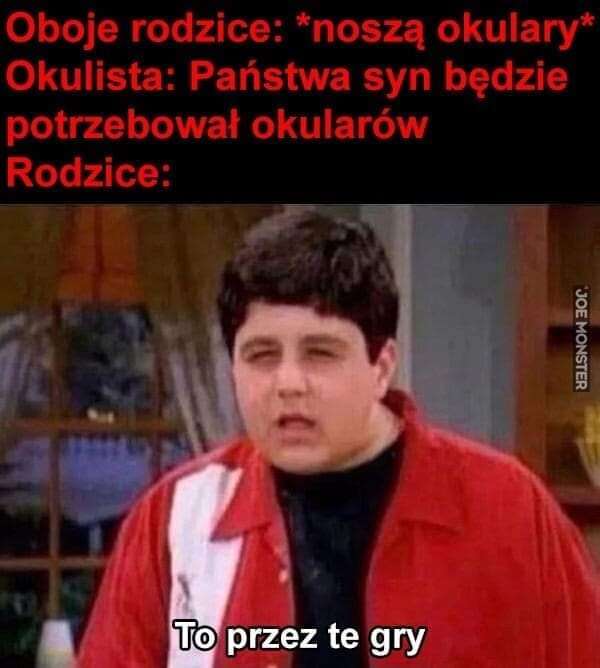 Oboje rodzice: *noszą okulary*
Okulista: Państwa syn będzie
potrzebował okularów
Rodzice:
JOE MONSTER
To przez te gry